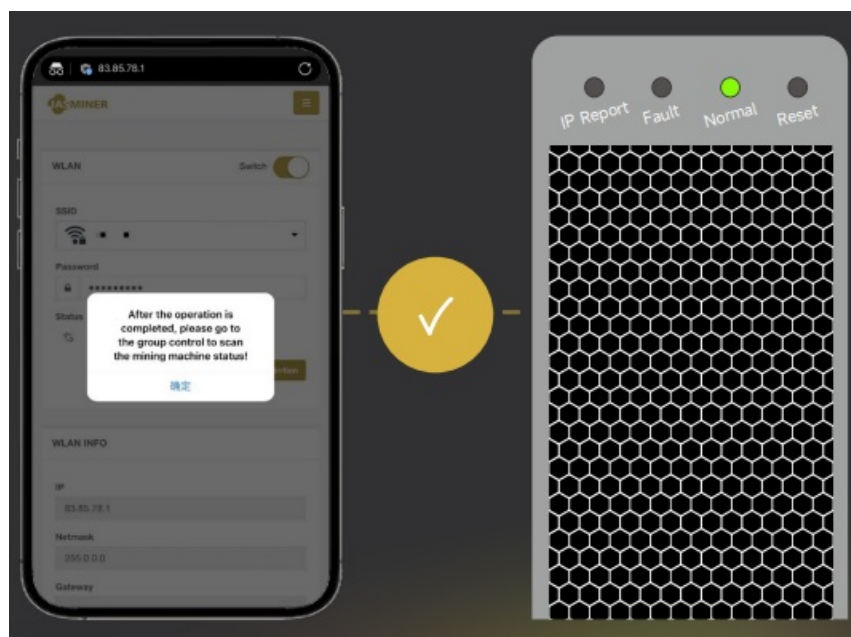 83.85.78.1
JASMINER
WLAN
Switch
SSID
Password
Status
After the operation is
completed, please go to
the group control to scan
the mining machine status!
确定
WLAN INFO
IP
83.85.78.1
Netmask
255.0.0.0
Gateway
IP Report
Fault
Normal
Reset